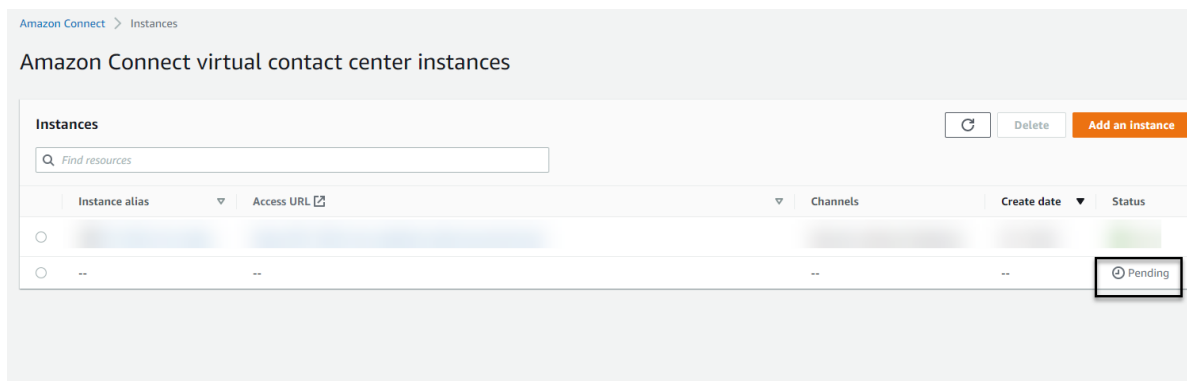 Amazon Connect > Instances
Amazon Connect virtual contact center instances
Instances
Delete
Add an instance
Find resources
Instance alias
Access URL
Channels
Create date
Status
-- -- -- -- Pending